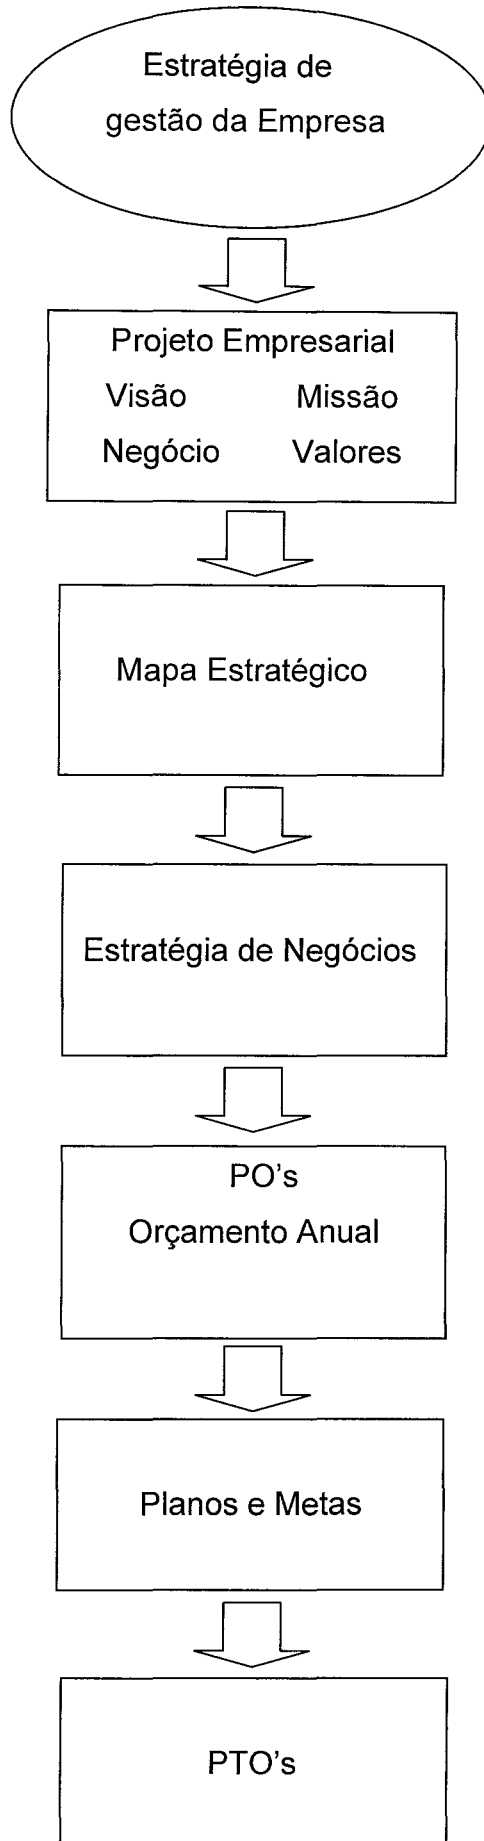 Estratégia de
gestão da Empresa
Projeto Empresarial
Visão Missão
Negócio Valores
Mapa Estratégico
Estratégia de Negócios
PO's
Orçamento Anual
Planos e Metas
PTO's